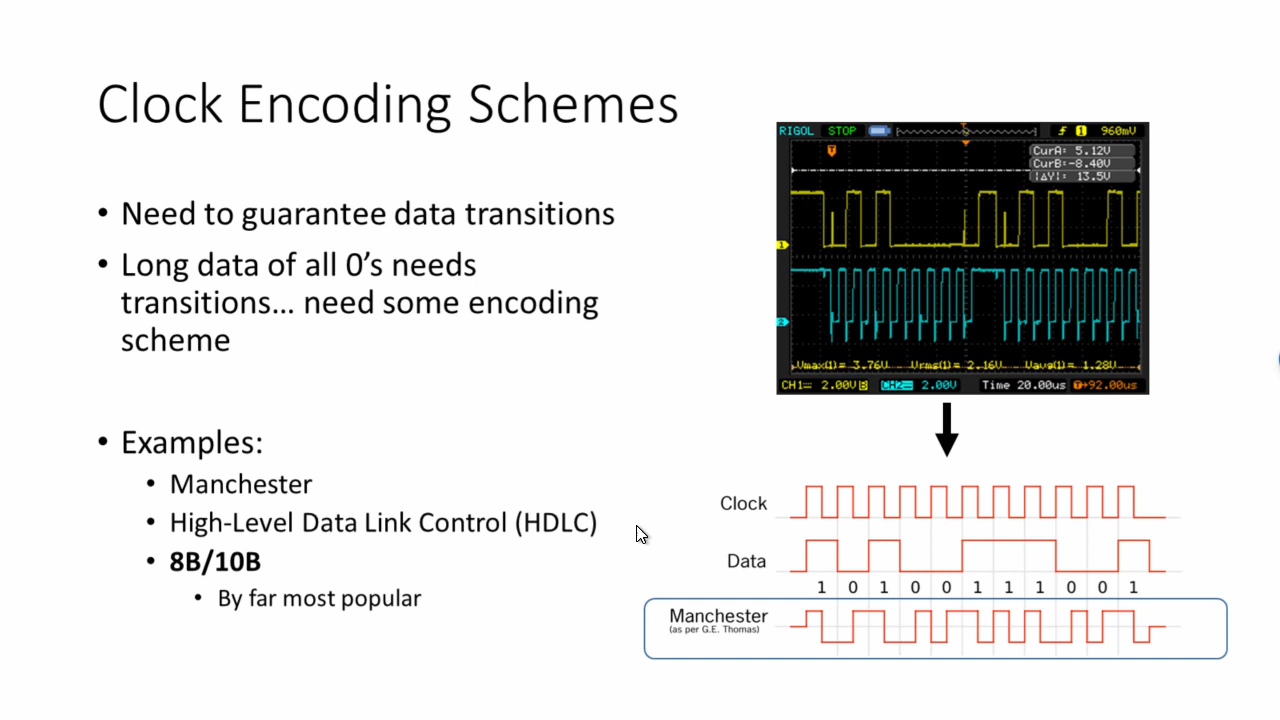 Clock Encoding Schemes
• Need to guarantee data transitions
• Long data of all 0’s needs
transitions… need some encoding
scheme
• Examples:
• Manchester
• High-Level Data Link Control (HDLC)
• 8B/10B
• By far most popular
RIGOL STOP 1 960mV
T
CurA= 5.12V
CurB=-8.40V
|ΔY|= 13.5V
1
2
Vmax(1)= 3.76V Vrms(1)= 2.16V Vavg(1)= 1.28V
CH1 2.00V B CH2 2.00V Time 20.00us T→92.00us
Clock
Data
1 0 1 0 0 1 1 1 0 0 1
Manchester
(as per G.E. Thomas)